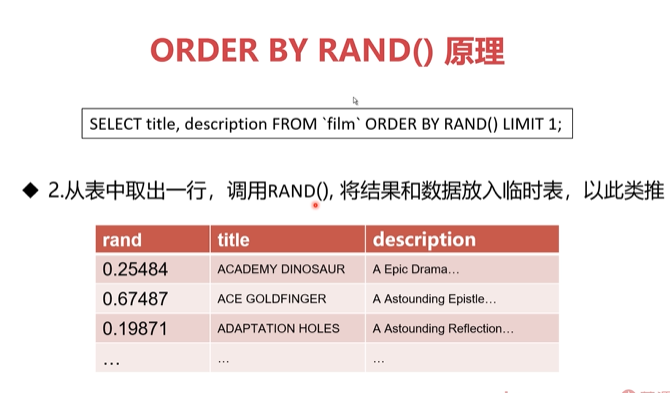 ORDER BY RAND() 原理
SELECT title, description FROM `film` ORDER BY RAND() LIMIT 1;
◆ 2.从表中取出一行，调用RAND(), 将结果和数据放入临时表，以此类推
rand title description
0.25484 ACADEMY DINOSAUR A Epic Drama…
0.67487 ACE GOLDFINGER A Astounding Epistle…
0.19871 ADAPTATION HOLES A Astounding Reflection…
… … …